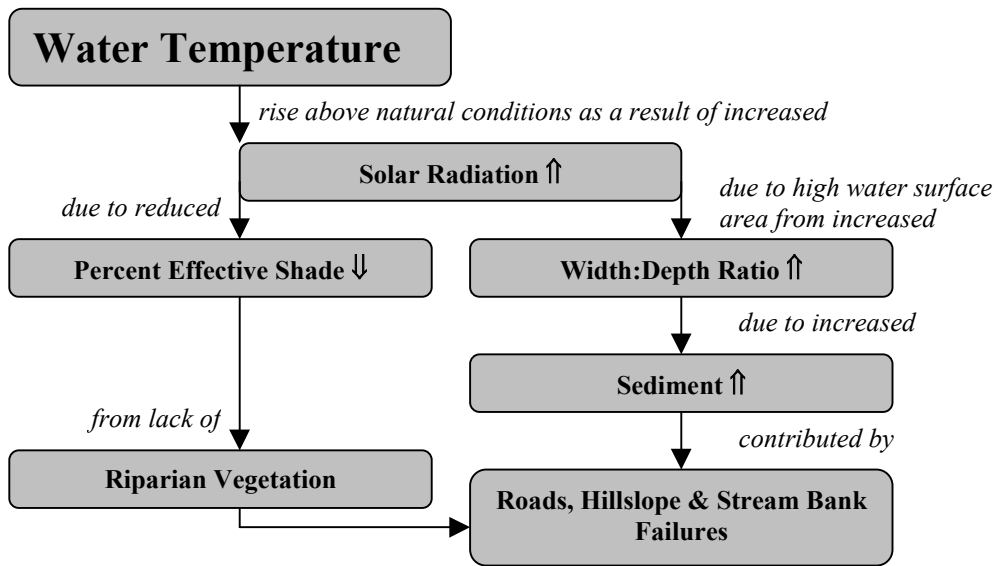 Water Temperature
rise above natural conditions as a result of increased
Solar Radiation ⇑
due to reduced
due to high water surface
area from increased
Percent Effective Shade ⇓
Width:Depth Ratio ⇑
due to increased
Sediment ⇑
from lack of
contributed by
Riparian Vegetation
Roads, Hillslope & Stream Bank
Failures